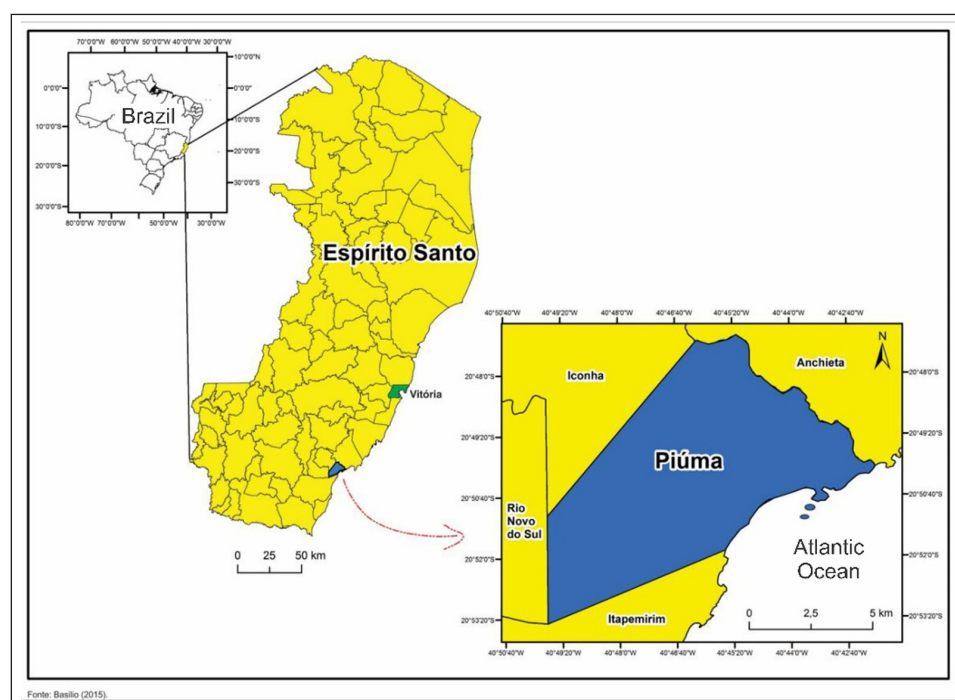 70°0'0"W 60°0'0"W 50°0'0"W 40°0'0"W 30°0'0"W
10°0'0"N
0°0'0" 0°0'0"
Brazil
10°0'0"S 10°0'0"S
20°0'0"S 20°0'0"S
30°0'0"S
30°0'0"S
80°0'0"W 70°0'0"W 50°0'0"W 40°0'0"W 30°0'0"W
Espírito Santo
Vitória
0 25 50 km
40°50'40"S 40°49'20"S 40°48'0"S 40°46'40"S 40°45'20"S 40°44'0"S 40°42'40"S
N
Iconha
Anchieta
20°48'0"S 20°48'0"S
20°49'20"S 20°49'20"S
Piúma
20°50'40"S 20°50'40"S
Rio
Novo
do Sul
Atlantic
Ocean
20°52'0"S 20°52'0"S
Itapemirim
0 2,5 5 km
20°53'20"S 20°53'20"S
40°50'40"S 40°49'20"S 40°48'0"S 40°46'40"S 40°45'20"S 40°44'0"S 40°42'40"S
Fonte: Basílio (2015).